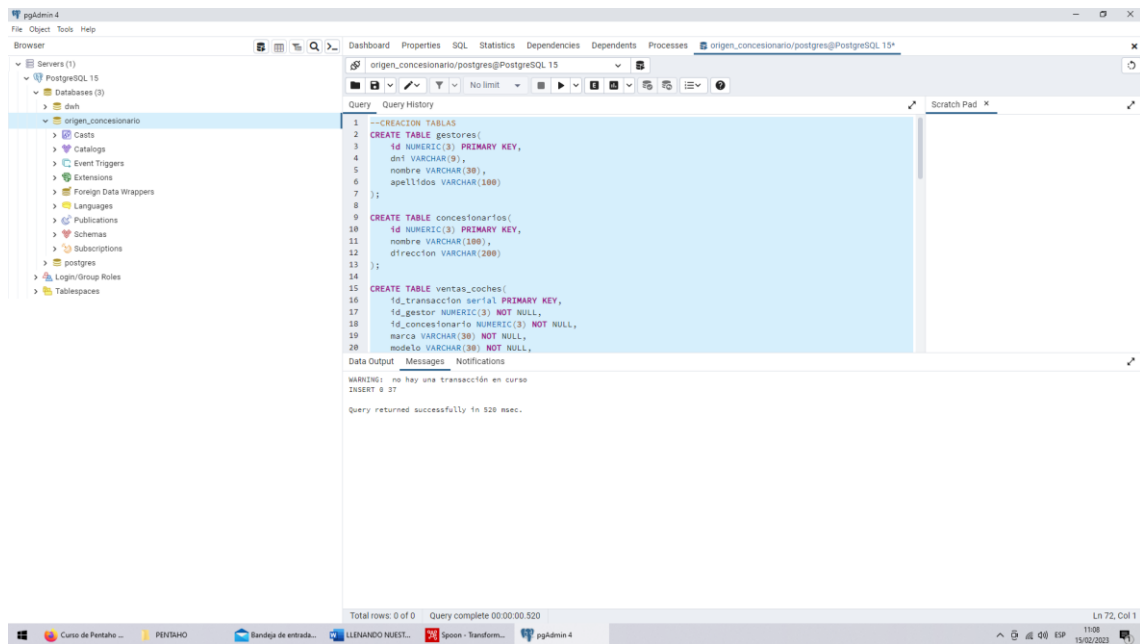 pgAdmin 4
File Object Tools Help
Browser
Servers (1)
PostgreSQL 15
Databases (3)
dwh
origen_concesionario
Casts
Catalogs
Event Triggers
Extensions
Foreign Data Wrappers
Languages
Publications
Schemas
Subscriptions
postgres
Login/Group Roles
Tablespaces
Dashboard Properties SQL Statistics Dependencies Dependents Processes origen_concesionario/postgres@PostgreSQL 15*
origen_concesionario/postgres@PostgreSQL 15
No limit
Query Query History
Scratch Pad
1 --CREACION TABLAS
2 CREATE TABLE gestores(
3 id NUMERIC(3) PRIMARY KEY,
4 dni VARCHAR(9),
5 nombre VARCHAR(30),
6 apellidos VARCHAR(100)
7 );
8
9 CREATE TABLE concesionarios(
10 id NUMERIC(3) PRIMARY KEY,
11 nombre VARCHAR(100),
12 direccion VARCHAR(200)
13 );
14
15 CREATE TABLE ventas_coches(
16 id_transaccion serial PRIMARY KEY,
17 id_gestor NUMERIC(3) NOT NULL,
18 id_concesionario NUMERIC(3) NOT NULL,
19 marca VARCHAR(30) NOT NULL,
20 modelo VARCHAR(30) NOT NULL,
Data Output Messages Notifications
WARNING: no hay una transacción en curso
INSERT 0 37
Query returned successfully in 520 msec.
Total rows: 0 of 0 Query complete 00:00:00.520 Ln 72, Col 1
Curso de Pentaho ... PENTAHO Bandeja de entrada... LLENANDO NUEST... Spoon - Transform... pgAdmin 4 ESP 11:08
15/02/2023